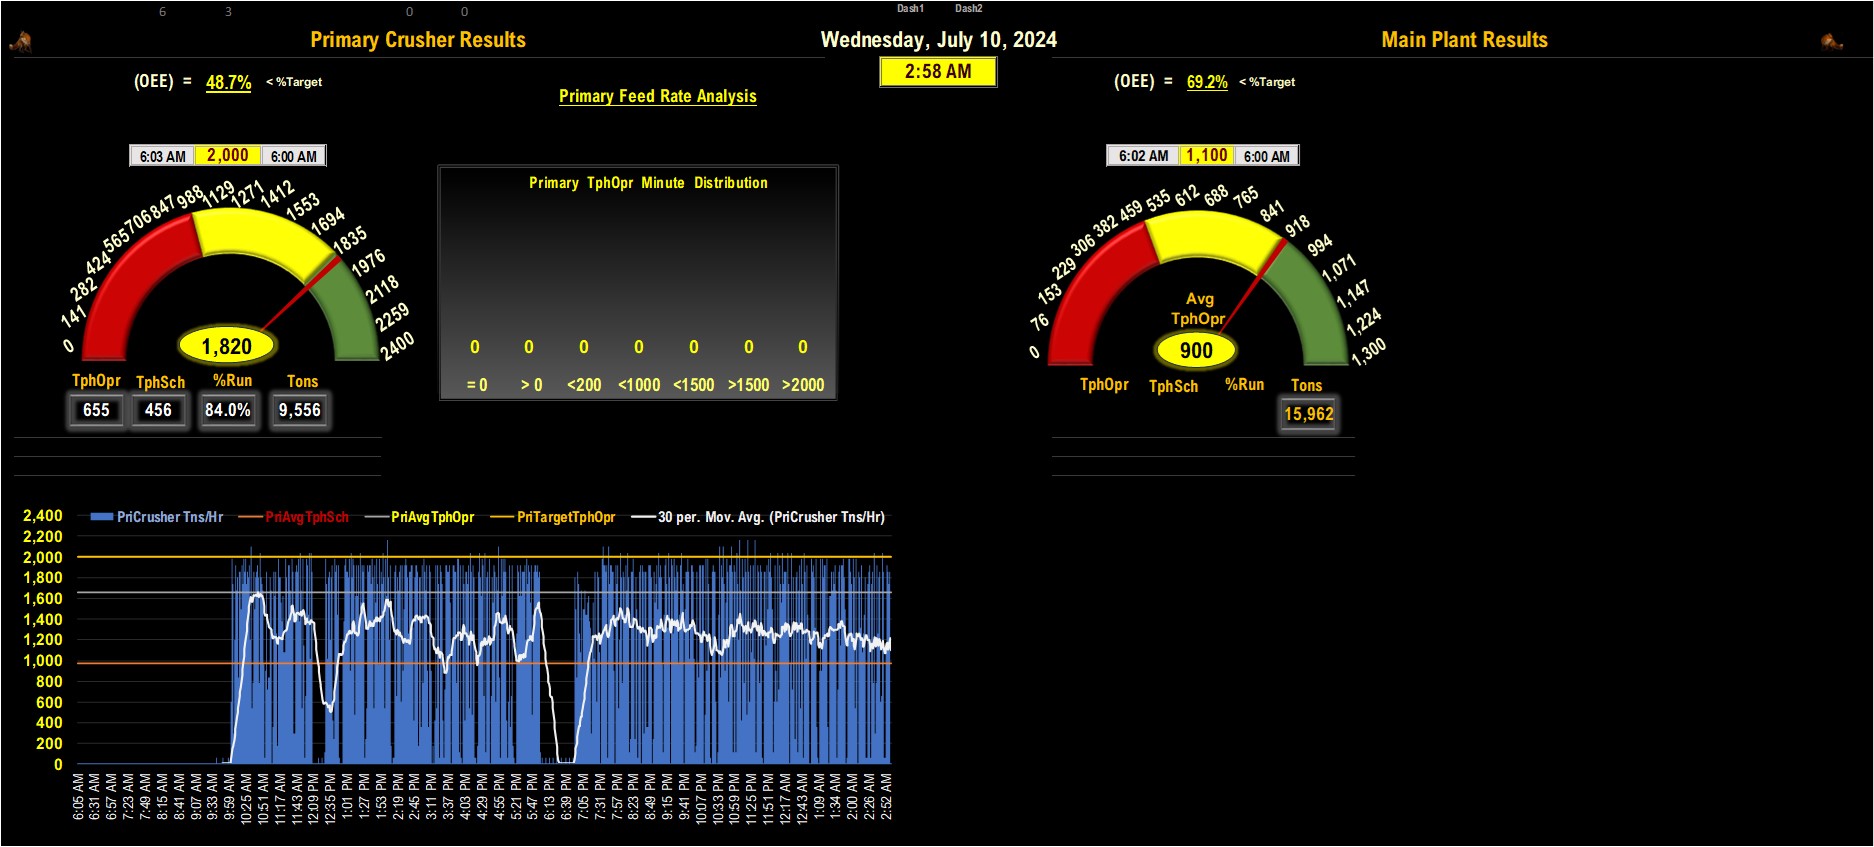 6 3 0 0 Dash1 Dash2
Primary Crusher Results
Wednesday, July 10, 2024
Main Plant Results
2:58 AM
(OEE) = 48.7% < %Target
Primary Feed Rate Analysis
(OEE) = 69.2% < %Target
6:03 AM 2,000 6:00 AM
0 141 282 424 565 706 847 988 1129 1271 1412 1553 1694 1835 1976 2118 2259 2400
1,820
TphOpr TphSch %Run Tons
655 456 84.0% 9,556
Primary TphOpr Minute Distribution
0 0 0 0 0 0 0
= 0 > 0 <200 <1000 <1500 >1500 >2000
6:02 AM 1,100 6:00 AM
0 76 153 229 306 382 459 535 612 688 765 841 918 994 1,071 1,147 1,224 1,300
Avg
TphOpr
900
TphOpr TphSch %Run Tons
15,962
PriCrusher Tns/Hr PriAvgTphSch PriAvgTphOpr PriTargetTphOpr 30 per. Mov. Avg. (PriCrusher Tns/Hr)
2,400
2,200
2,000
1,800
1,600
1,400
1,200
1,000
800
600
400
200
0
6:05 AM 6:31 AM 6:57 AM 7:23 AM 7:49 AM 8:15 AM 8:41 AM 9:07 AM 9:33 AM 9:59 AM 10:25 AM 10:51 AM 11:17 AM 11:43 AM 12:09 PM 12:35 PM 1:01 PM 1:27 PM 1:53 PM 2:19 PM 2:45 PM 3:11 PM 3:37 PM 4:03 PM 4:29 PM 4:55 PM 5:21 PM 5:47 PM 6:13 PM 6:39 PM 7:05 PM 7:31 PM 7:57 PM 8:23 PM 8:49 PM 9:15 PM 9:41 PM 10:07 PM 10:33 PM 10:59 PM 11:25 PM 11:51 PM 12:17 AM 12:43 AM 1:09 AM 1:34 AM 2:00 AM 2:26 AM 2:52 AM